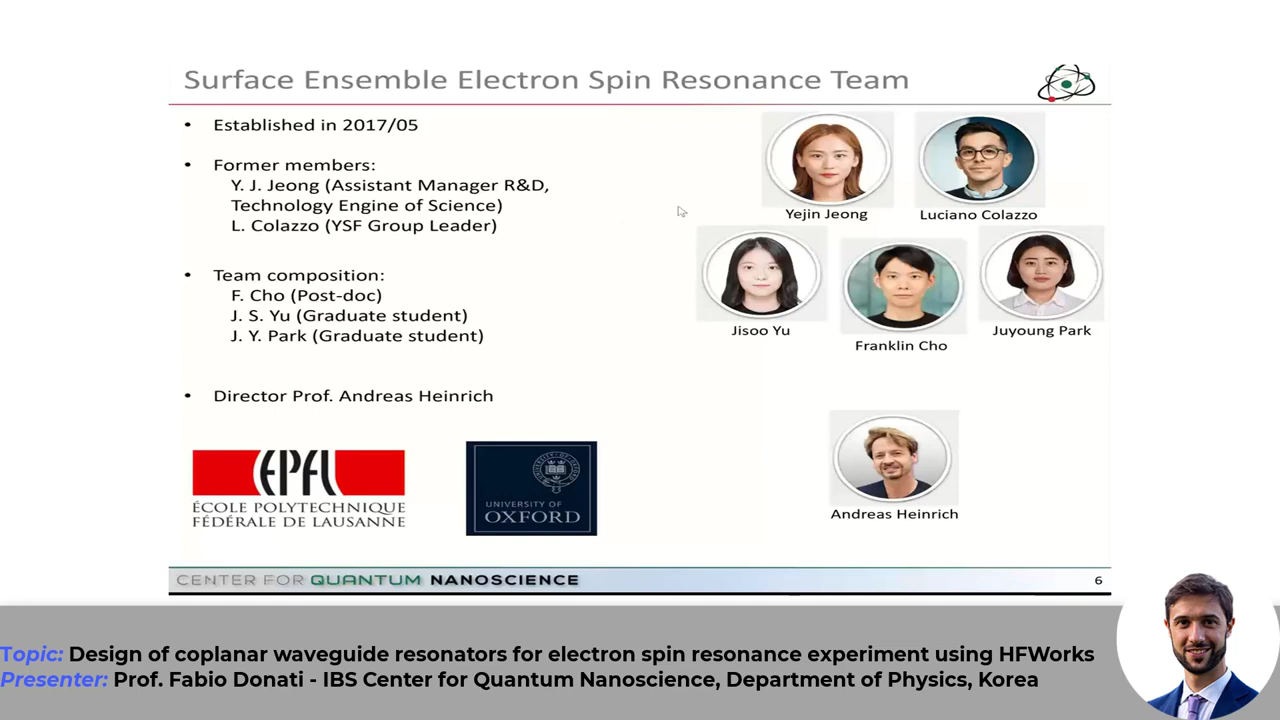 Surface Ensemble Electron Spin Resonance Team
• Established in 2017/05
• Former members:
Y. J. Jeong (Assistant Manager R&D,
Technology Engine of Science)
L. Colazzo (YSF Group Leader)
• Team composition:
F. Cho (Post-doc)
J. S. Yu (Graduate student)
J. Y. Park (Graduate student)
• Director Prof. Andreas Heinrich
Yejin Jeong
Luciano Colazzo
Jisoo Yu
Franklin Cho
Juyoung Park
Andreas Heinrich
EPFL
ÉCOLE POLYTECHNIQUE
FÉDÉRALE DE LAUSANNE
UNIVERSITY OF
OXFORD
CENTER FOR QUANTUM NANOSCIENCE
6
Topic: Design of coplanar waveguide resonators for electron spin resonance experiment using HFWorks
Presenter: Prof. Fabio Donati - IBS Center for Quantum Nanoscience, Department of Physics, Korea